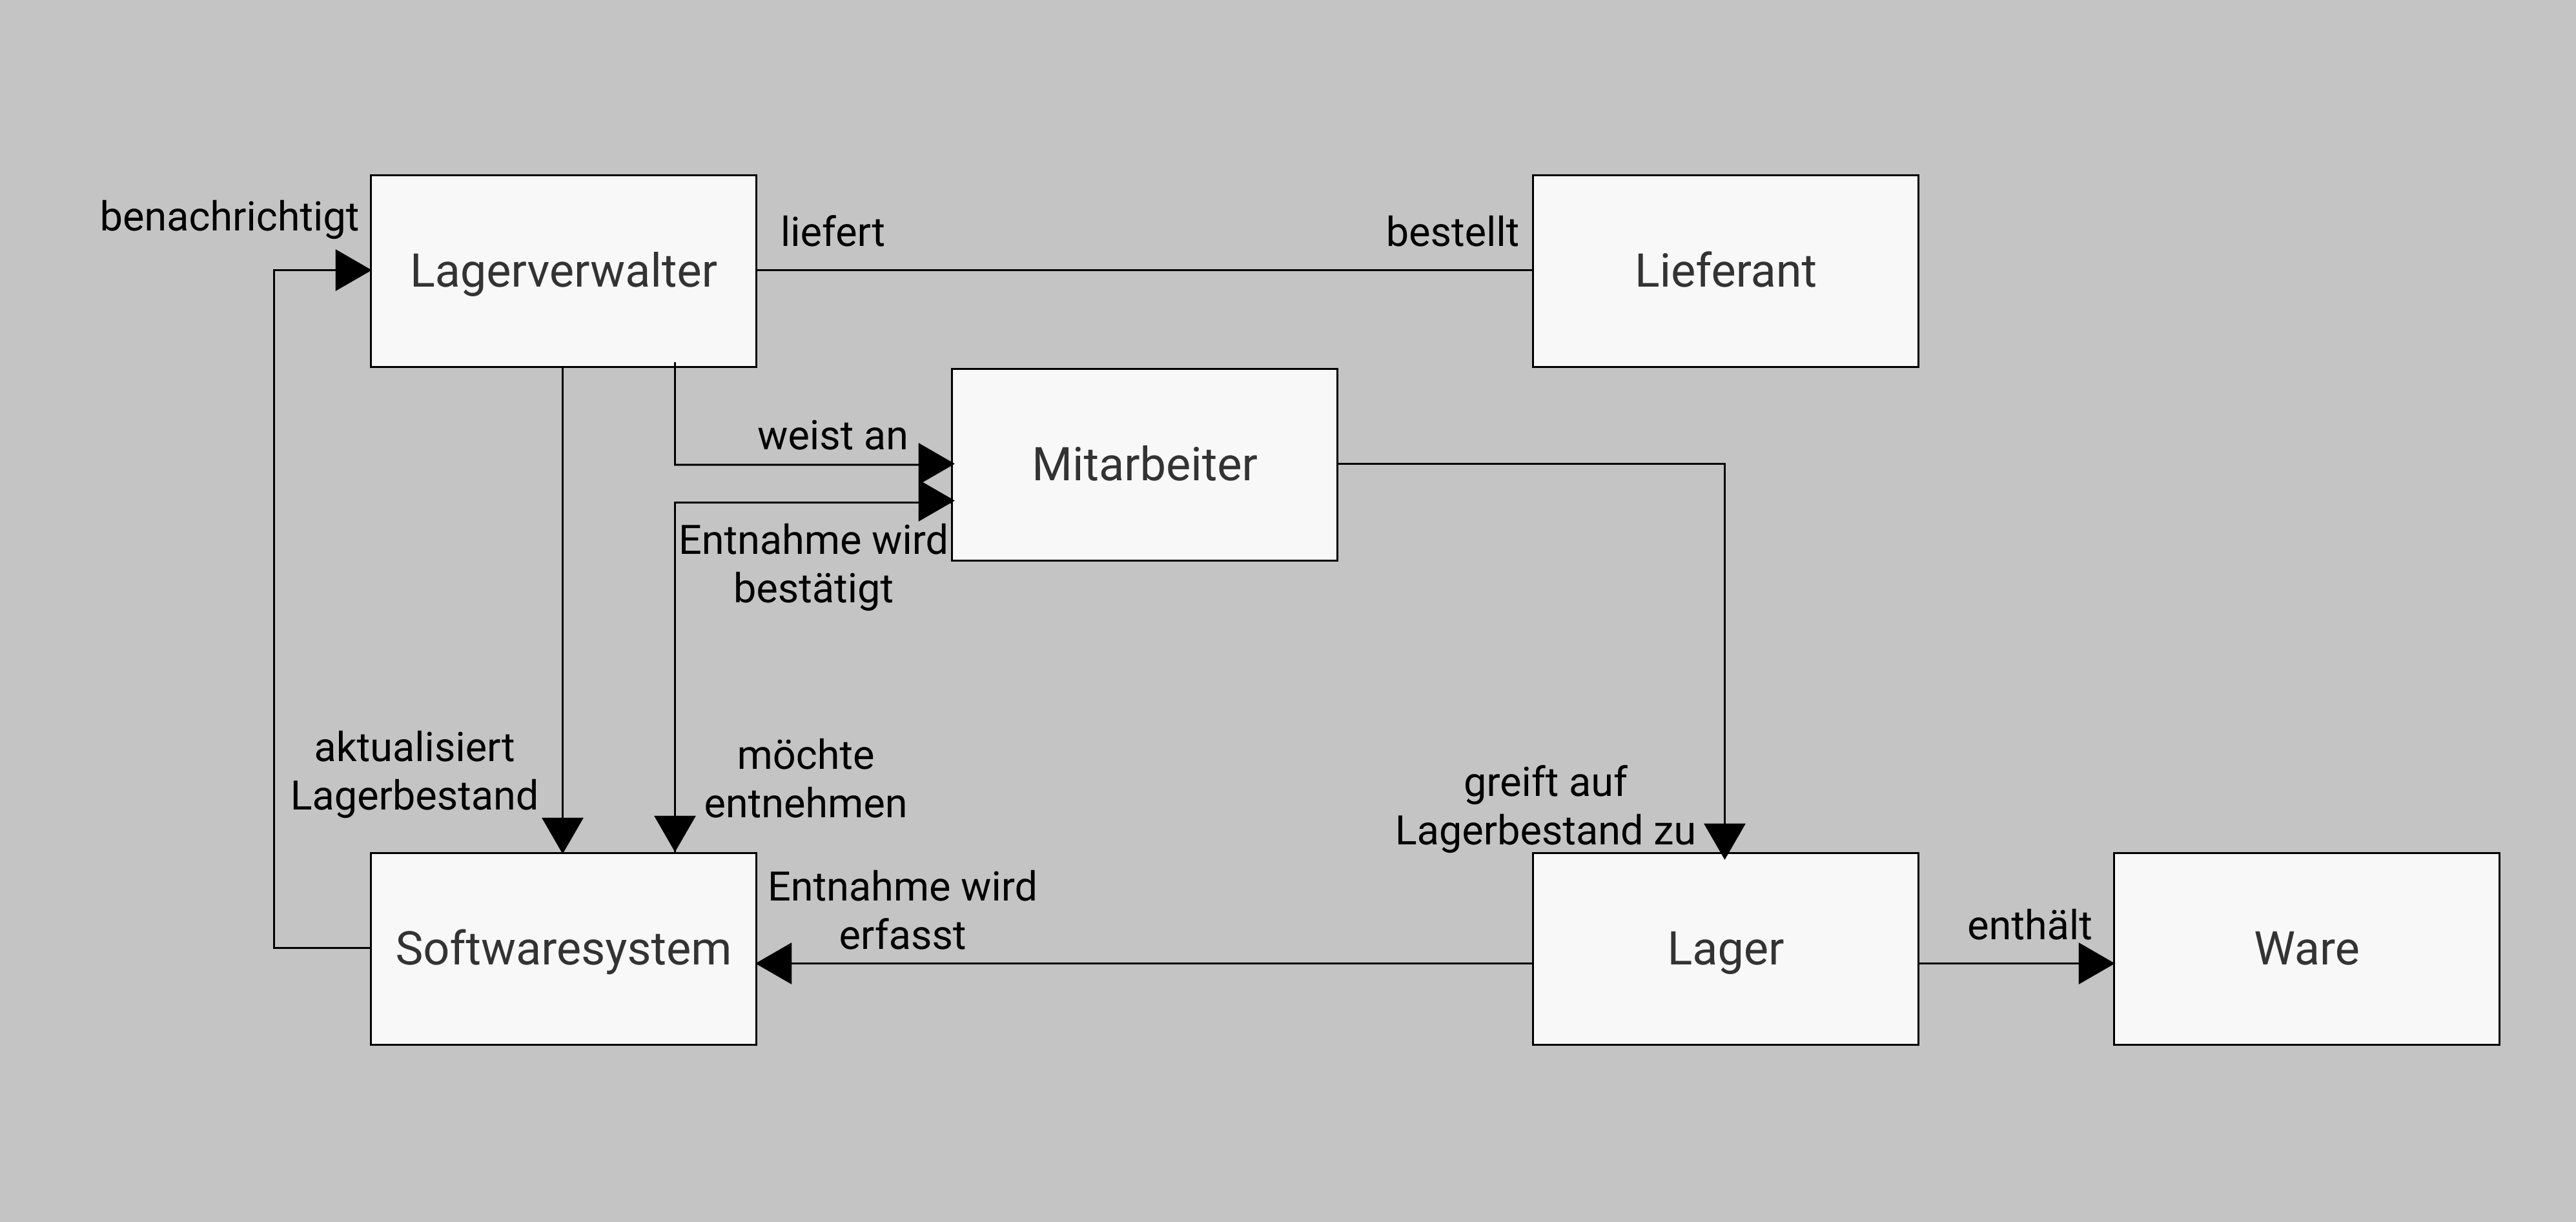 benachrichtigt
Lagerverwalter
liefert
bestellt
Lieferant
weist an
Mitarbeiter
Entnahme wird
bestätigt
aktualisiert
Lagerbestand
möchte
entnehmen
greift auf
Lagerbestand zu
Softwaresystem
Entnahme wird
erfasst
Lager
enthält
Ware